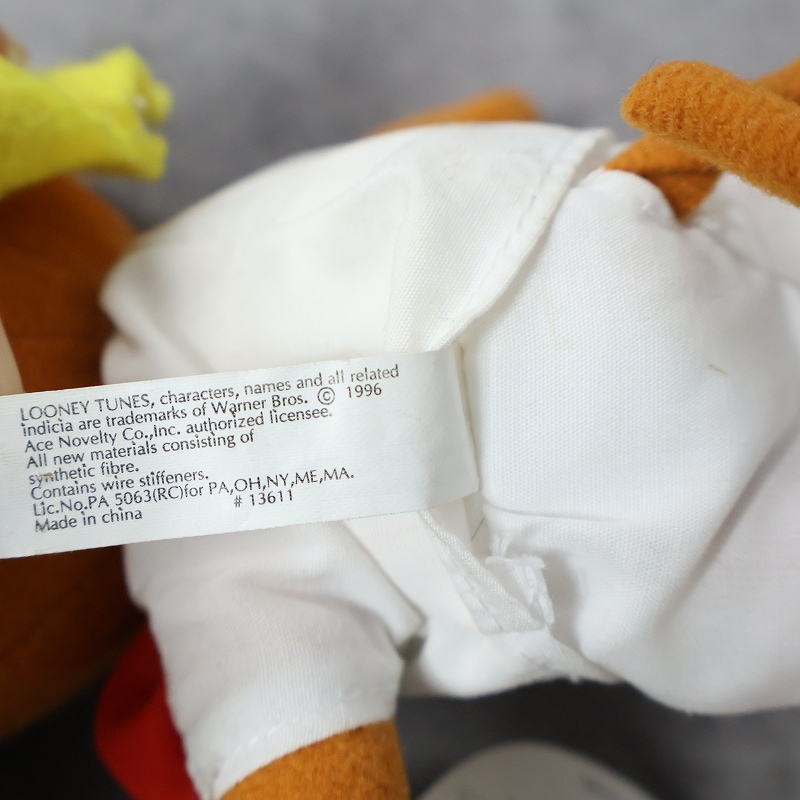 LOONEY TUNES, characters, names and all related
indicia are trademarks of Warner Bros. © 1996
Ace Novelty Co.,Inc. authorized licensee.
All new materials consisting of
synthetic fibre.
Contains wire stiffeners.
Lic.No.PA 5063(RC)for PA,OH,NY,ME,MA.
# 13611
Made in china